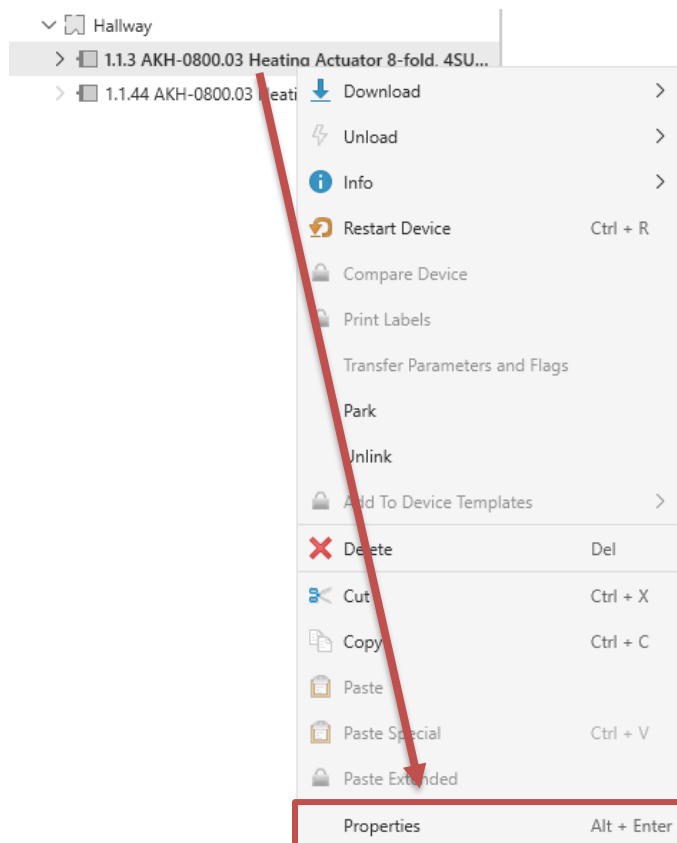 Hallway
1.1.3 AKH-0800.03 Heating Actuator 8-fold, 4SU...
1.1.44 AKH-0800.03 Heati
Download
Unload
Info
Restart Device Ctrl + R
Compare Device
Print Labels
Transfer Parameters and Flags
Park
Unlink
Add To Device Templates
Delete Del
Cut Ctrl + X
Copy Ctrl + C
Paste
Paste Special Ctrl + V
Paste Extended
Properties Alt + Enter